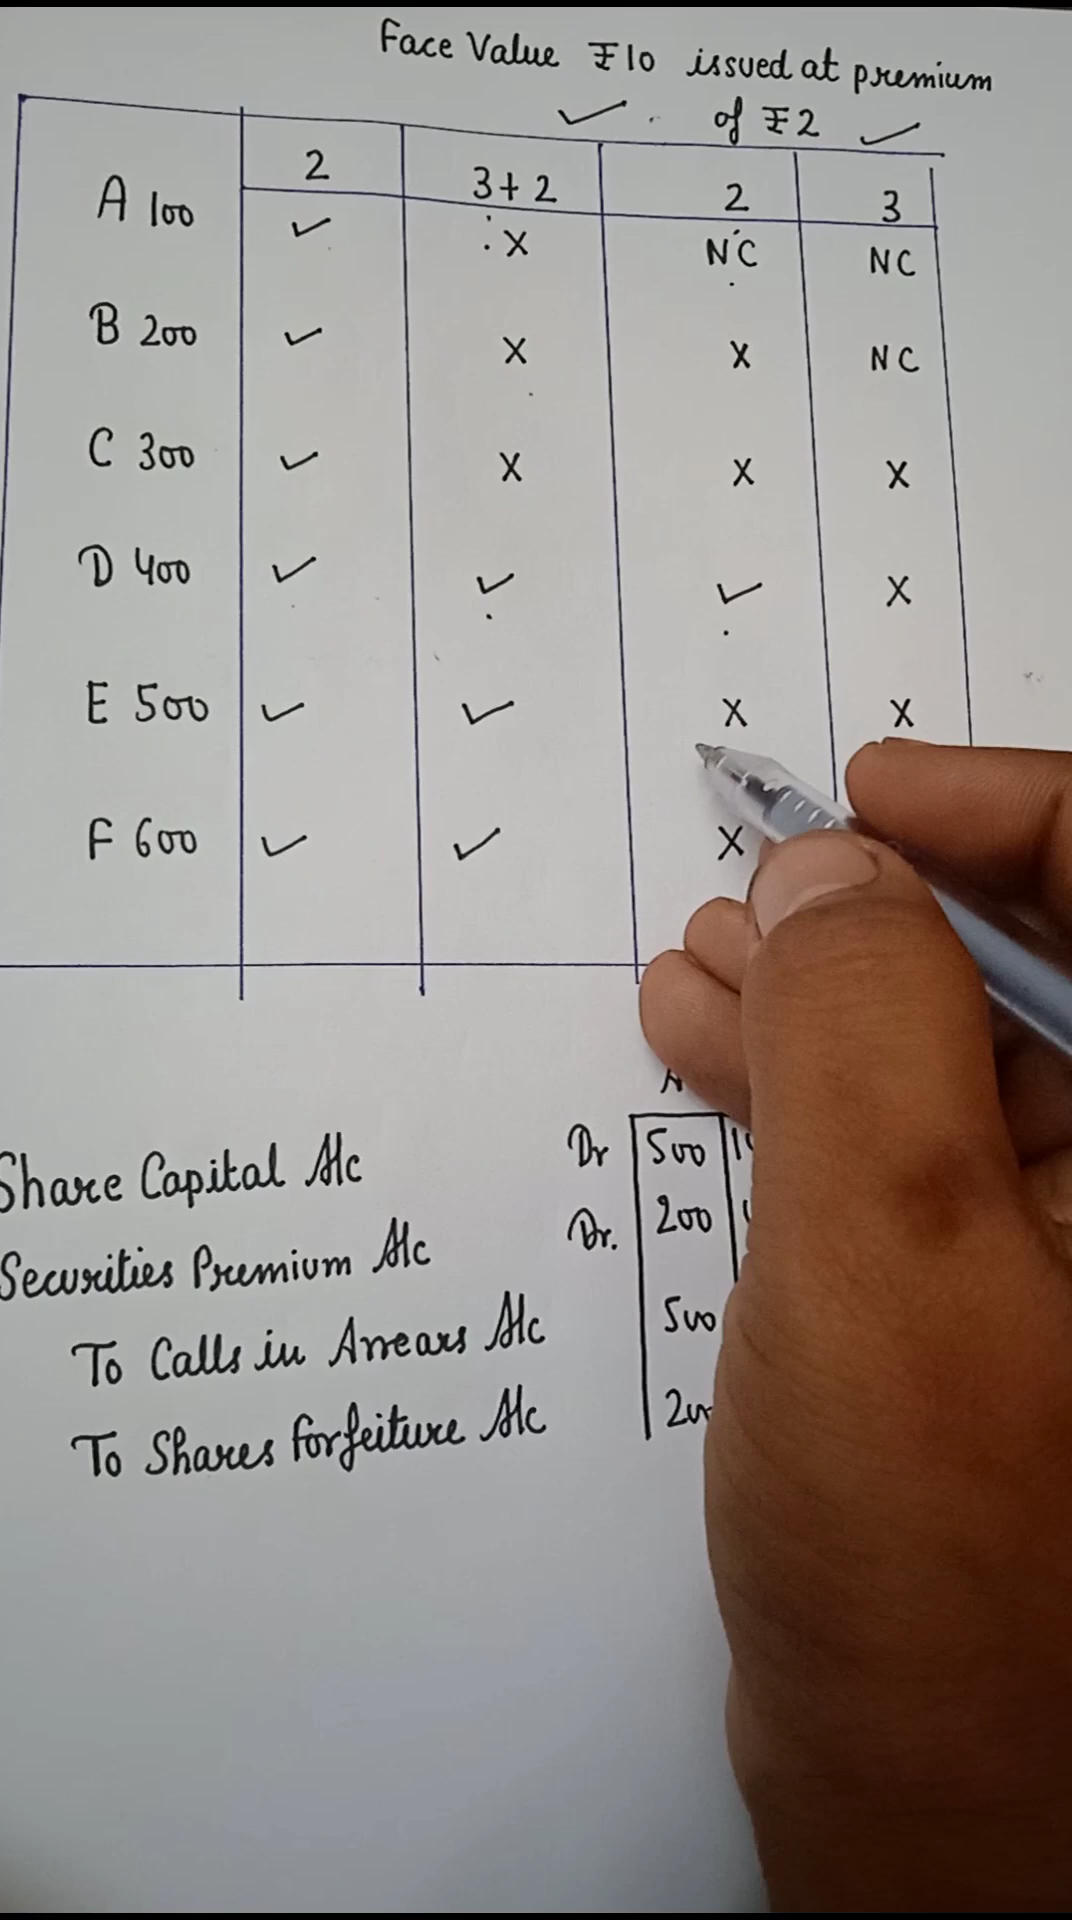 Face Value ₹10 issued at premium
✓ of ₹2 ✓
2 3+2 2 3
A 100 ✓ X NC NC
B 200 ✓ X X NC
C 300 ✓ X X X
D 400 ✓ ✓ ✓ X
E 500 ✓ ✓ X X
F 600 ✓ ✓ X
Share Capital A/c Dr 500
Securities Premium A/c Dr. 200
To Calls in Arrears A/c 500
To Shares Forfeiture A/c